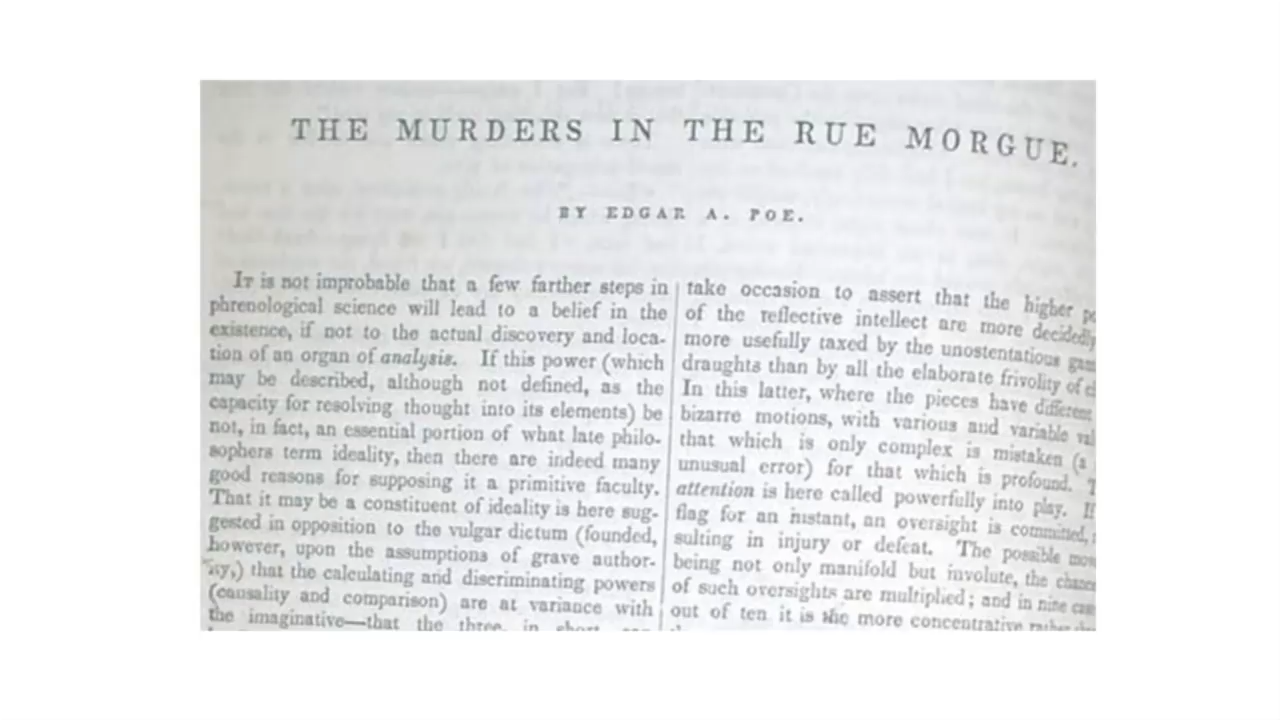 THE MURDERS IN THE RUE MORGUE.
BY EDGAR A. POE.
It is not improbable that a few farther steps in
phrenological science will lead to a belief in the
existence, if not to the actual discovery and loca-
tion of an organ of analysis. If this power (which
may be described, although not defined, as the
capacity for resolving thought into its elements) be
not, in fact, an essential portion of what late philo-
sophers term ideality, then there are indeed many
good reasons for supposing it a primitive faculty.
That it may be a constituent of ideality is here sug-
gested in opposition to the vulgar dictum (founded,
however, upon the assumptions of grave author-
ity,) that the calculating and discriminating powers
(causality and comparison) are at variance with
the imaginative—that the three, in short
take occasion to assert that the higher
of the reflective intellect are more decidedly
more usefully taxed by the unostentatious
draughts than by all the elaborate frivolity of
In this latter, where the pieces have different
bizarre motions, with various and variable
that which is only complex is mistaken (a
unusual error) for that which is profound.
attention is here called powerfully into play. If
flag for an instant, an oversight is committed,
sulting in injury or defeat. The possible
being not only manifold but involute, the
of such oversights are multiplied; and in nine
out of ten it is the more concentrative rather